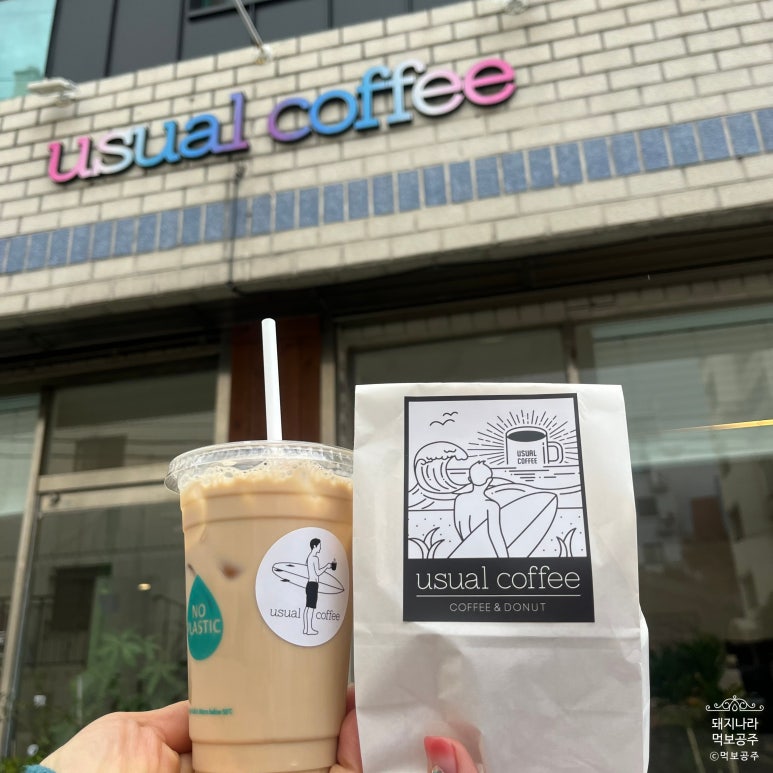 usual coffee
USUAL
COFFEE
usual coffee
COFFEE & DONUT
NO
PLASTIC
usual coffee
돼지나라
먹보공주
©먹보공주